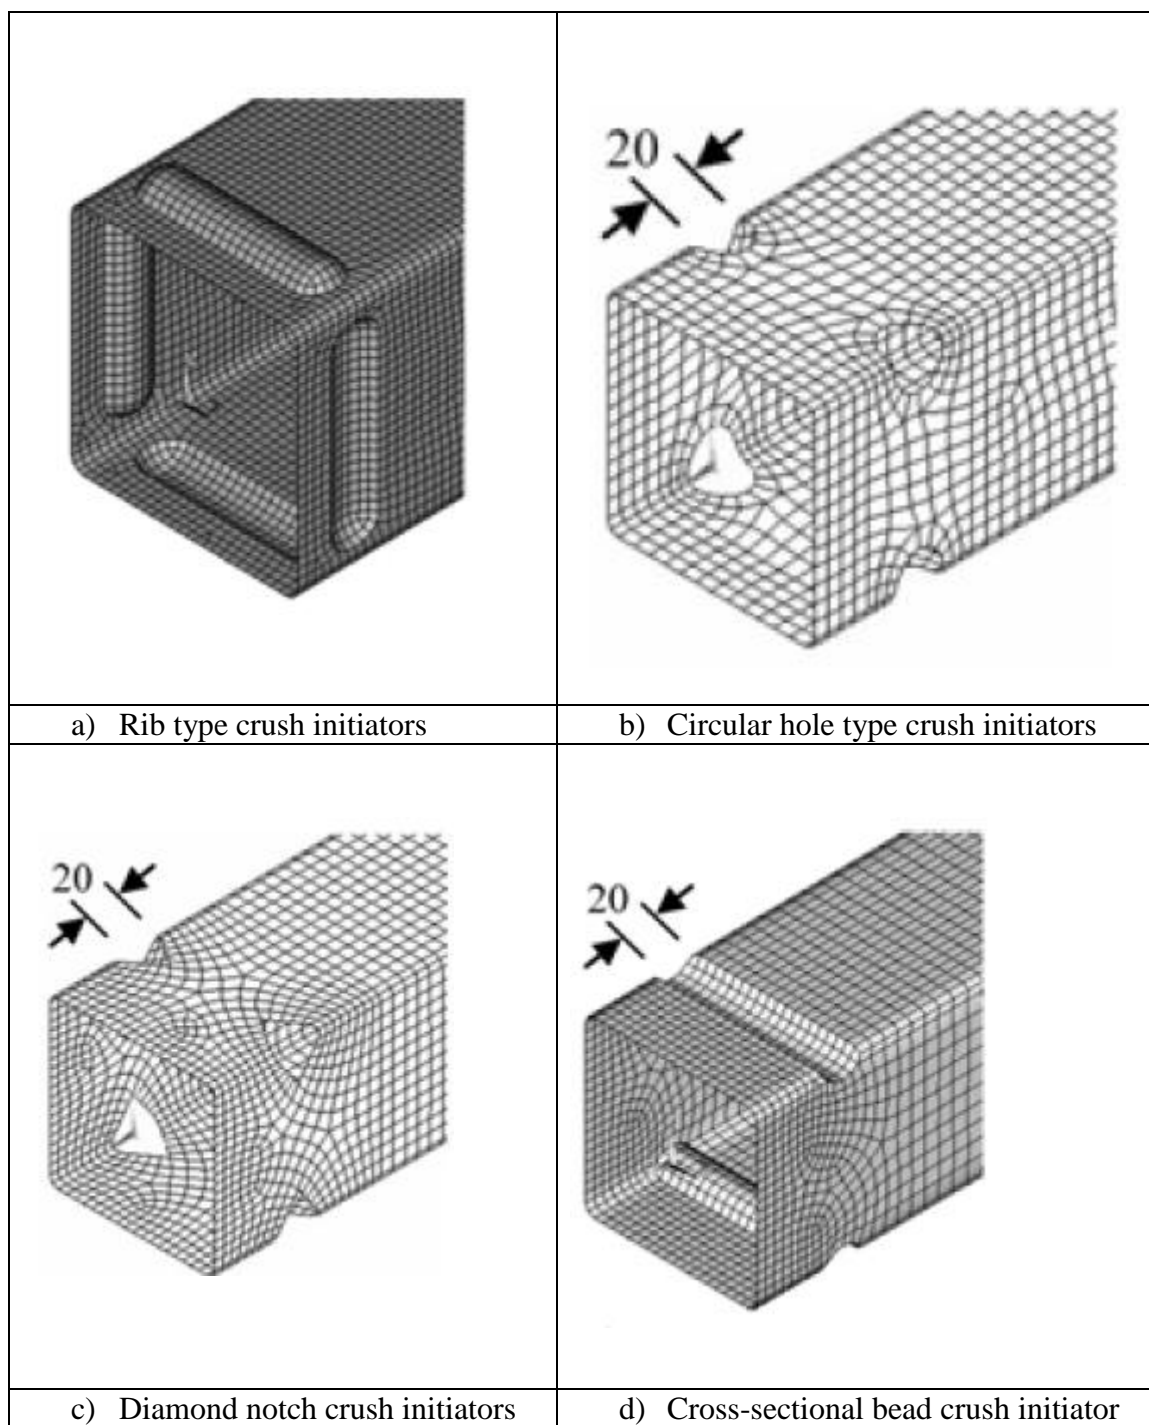 20
a) Rib type crush initiators
b) Circular hole type crush initiators
20
20
c) Diamond notch crush initiators
d) Cross-sectional bead crush initiator